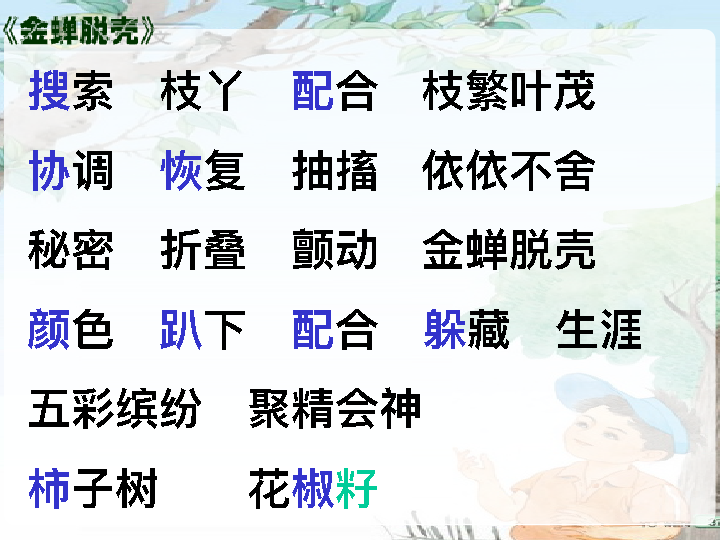 《金蝉脱壳》
搜索 枝丫 配合 枝繁叶茂
协调 恢复 抽搐 依依不舍
秘密 折叠 颤动 金蝉脱壳
颜色 趴下 配合 躲藏 生涯
五彩缤纷 聚精会神
柿子树 花椒籽